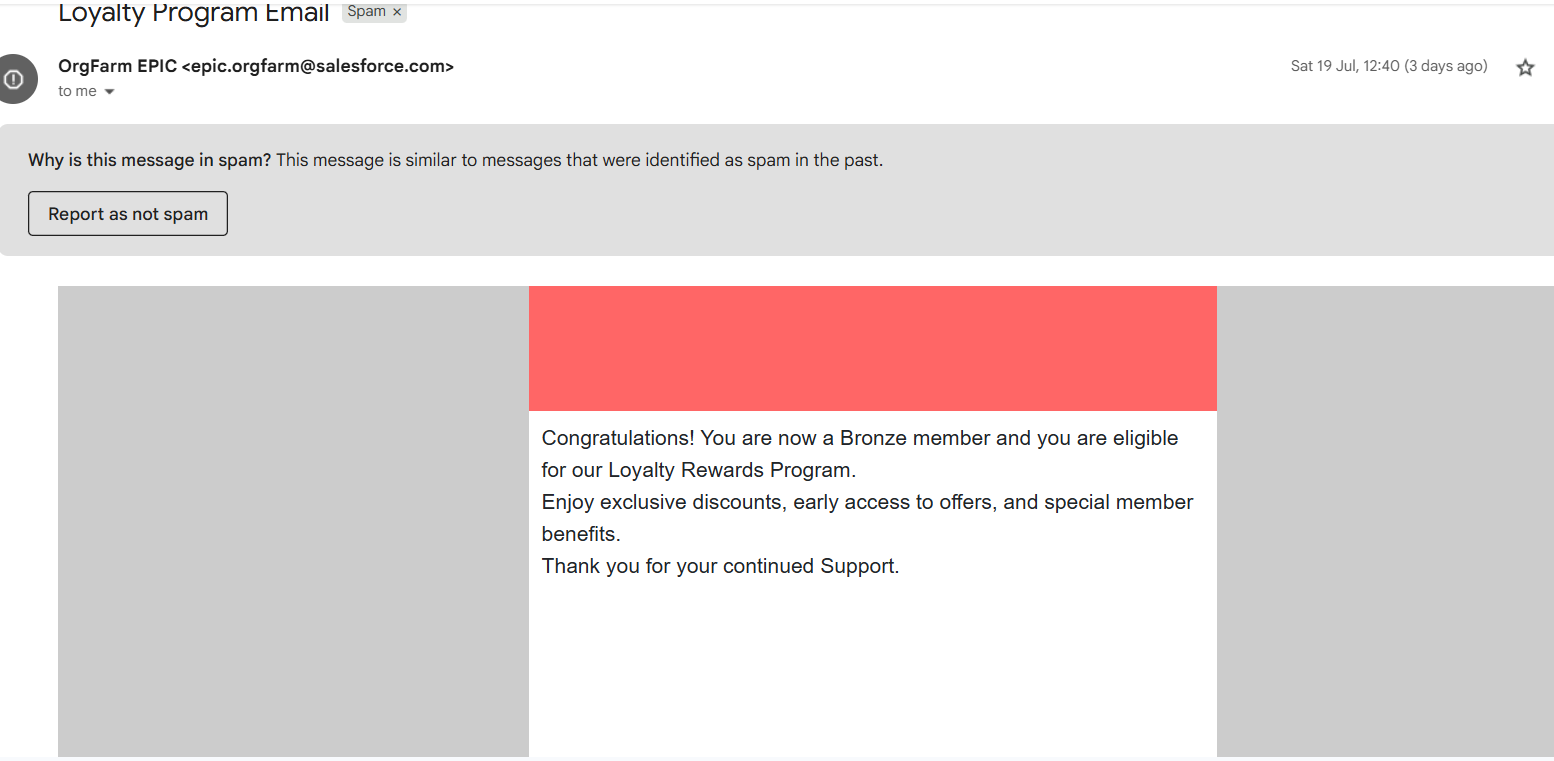 Loyalty Program Email Spam ×
OrgFarm EPIC <epic.orgfarm@salesforce.com> Sat 19 Jul, 12:40 (3 days ago)
to me
Why is this message in spam? This message is similar to messages that were identified as spam in the past.
Report as not spam
Congratulations! You are now a Bronze member and you are eligible
for our Loyalty Rewards Program.
Enjoy exclusive discounts, early access to offers, and special member
benefits.
Thank you for your continued Support.